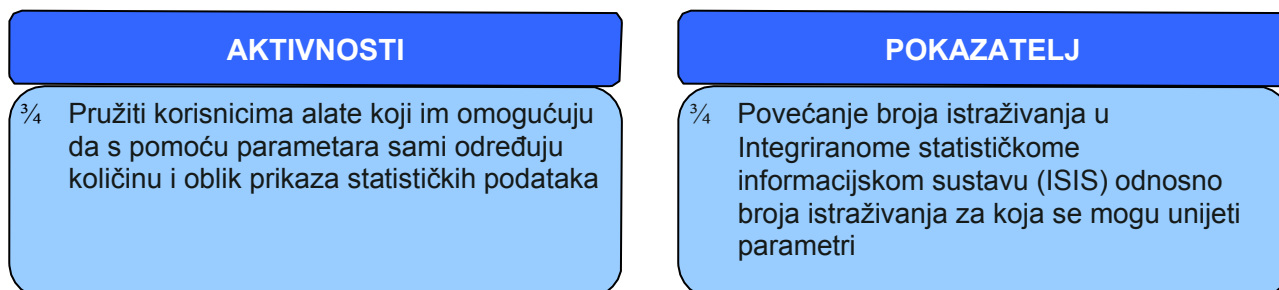 AKTIVNOSTI
¾ Pružiti korisnicima alate koji im omogućuju
da s pomoću parametara sami određuju
količinu i oblik prikaza statističkih podataka
POKAZATELJ
¾ Povećanje broja istraživanja u
Integriranome statističkome
informacijskom sustavu (ISIS) odnosno
broja istraživanja za koja se mogu unijeti
parametri